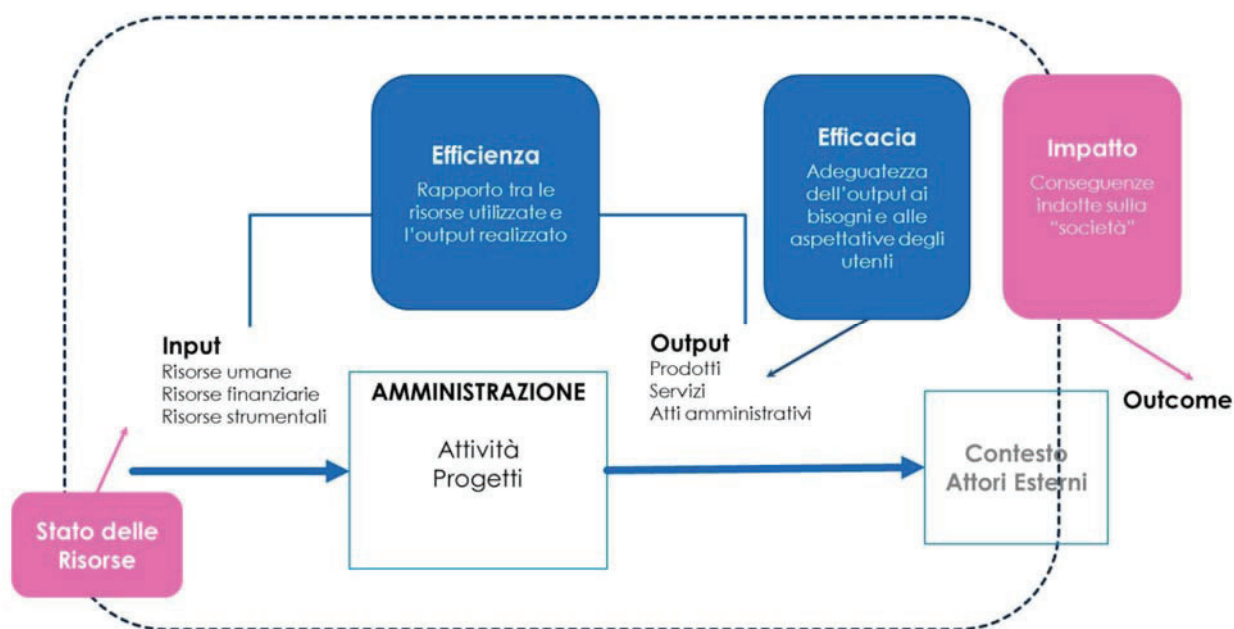 Efficienza
Rapporto tra le
risorse utilizzate e
l'output realizzato
Efficacia
Adeguatezza
dell'output ai
bisogni e alle
aspettative degli
utenti
Impatto
Conseguenze
indotte sulla
"società"
Input
Risorse umane
Risorse finanziarie
Risorse strumentali
AMMINISTRAZIONE
Attività
Progetti
Output
Prodotti
Servizi
Atti amministrativi
Outcome
Contesto
Attori Esterni
Stato delle
Risorse